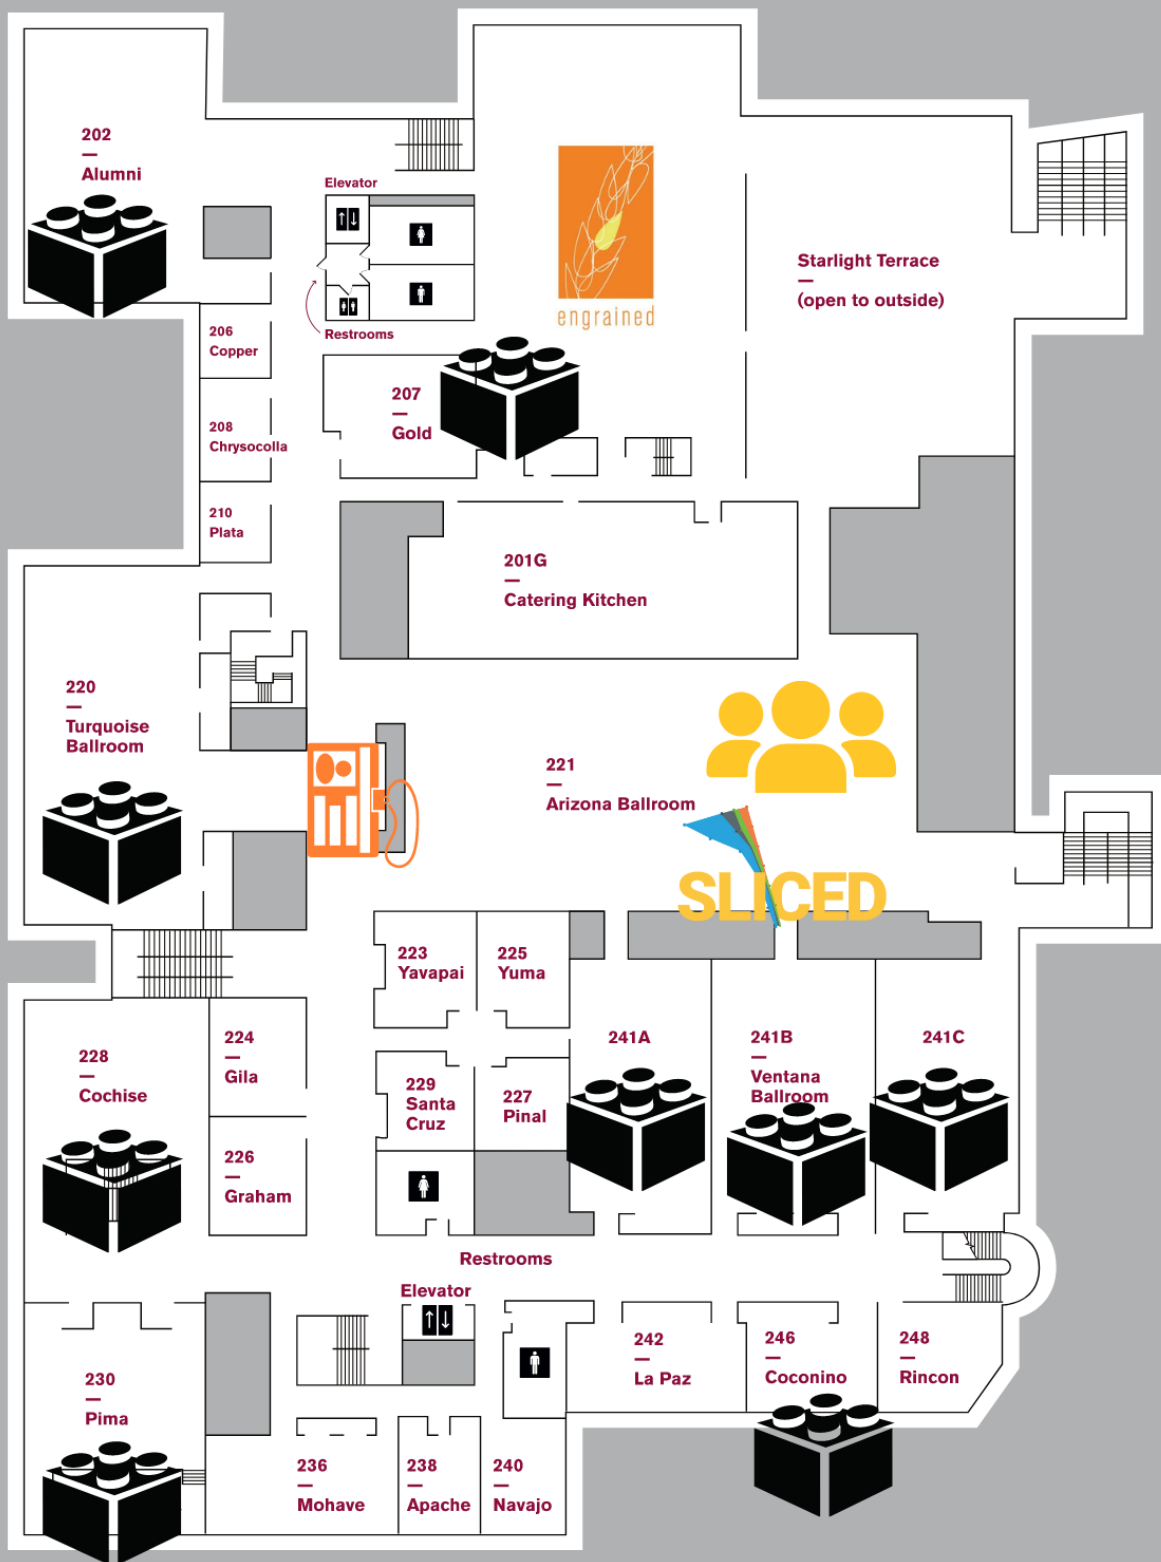 202
—
Alumni
Elevator
Restrooms
engrained
Starlight Terrace
—
(open to outside)
206
Copper
207
—
Gold
208
Chrysocolla
210
Plata
201G
—
Catering Kitchen
220
—
Turquoise
Ballroom
221
—
Arizona Ballroom
SLICED
223
Yavapai
225
Yuma
224
—
Gila
228
—
Cochise
229
Santa
Cruz
227
Pinal
241A
241B
—
Ventana
Ballroom
241C
226
—
Graham
Restrooms
Elevator
230
—
Pima
242
—
La Paz
246
—
Coconino
248
—
Rincon
236
—
Mohave
238
—
Apache
240
—
Navajo